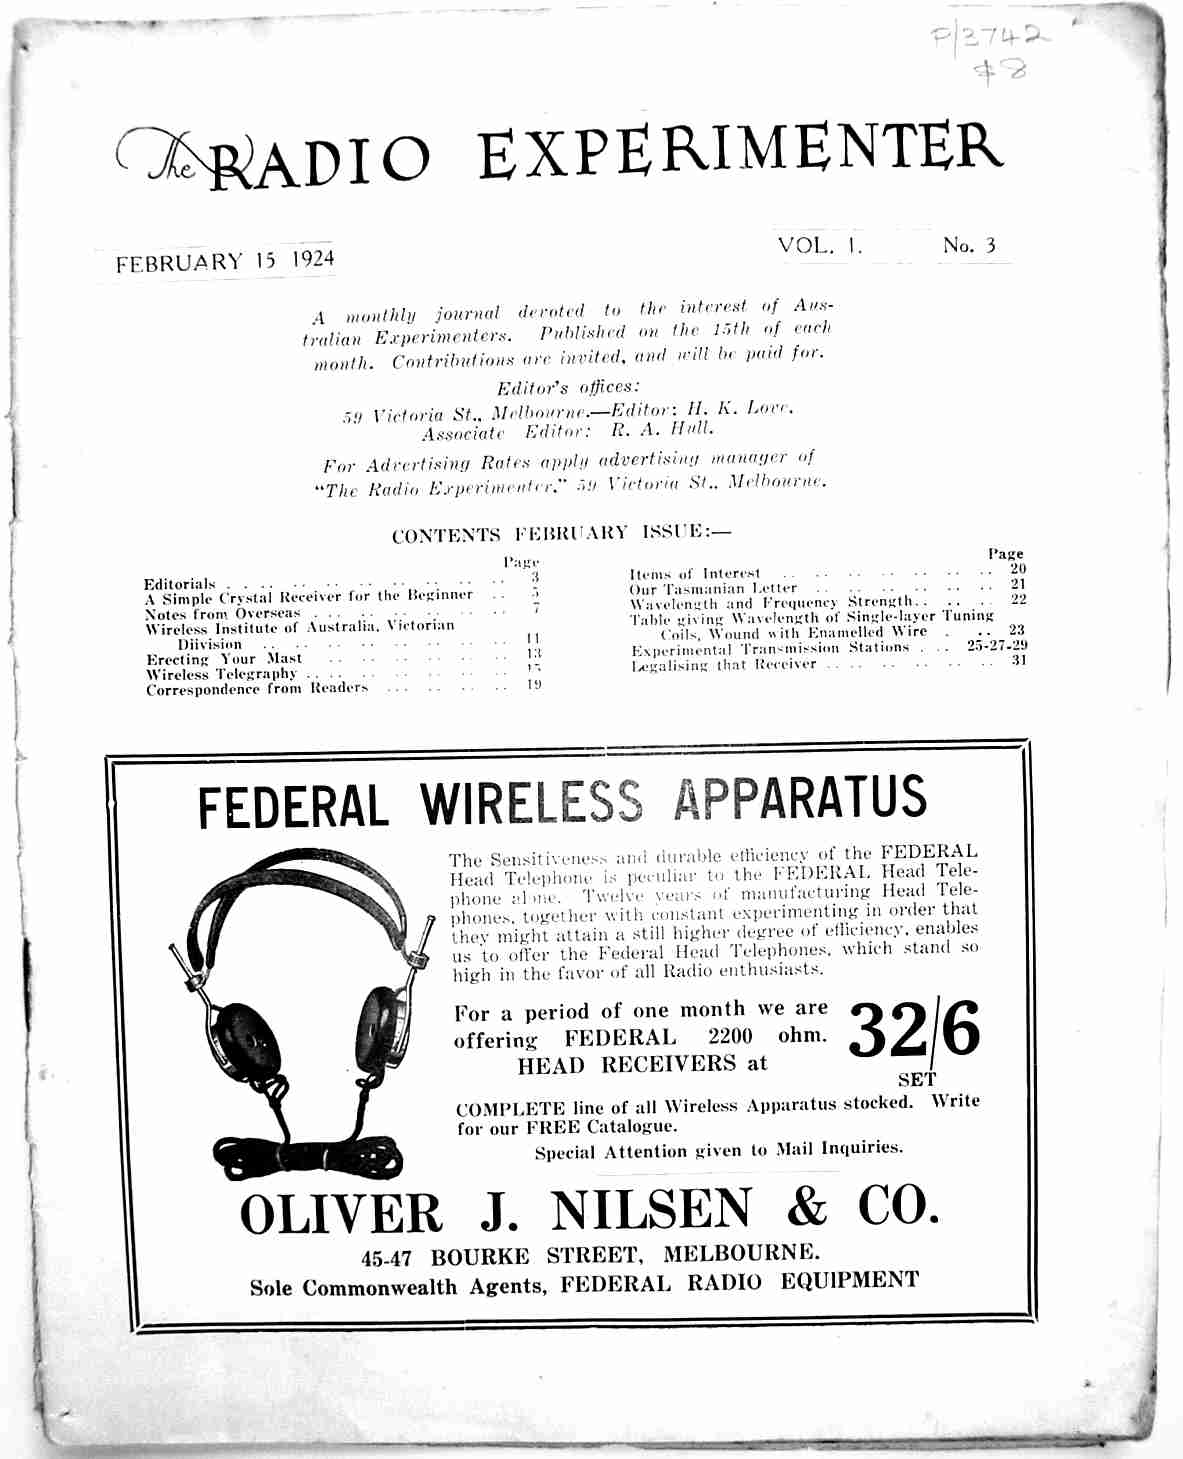 P/3742
$8
The RADIO EXPERIMENTER
FEBRUARY 15 1924
VOL. 1. No. 3
A monthly journal devoted to the interest of Aus-
tralian Experimenters. Published on the 15th of each
month. Contributions are invited, and will be paid for.
Editor's offices:
59 Victoria St., Melbourne.—Editor: H. K. Love.
Associate Editor: R. A. Hull.
For Advertising Rates apply advertising manager of
"The Radio Experimenter," 59 Victoria St., Melbourne.
CONTENTS FEBRUARY ISSUE:—
Page
Editorials . . . . . . . . . . . . . . . . . . 3
A Simple Crystal Receiver for the Beginner . . 5
Notes from Overseas . . . . . . . . . . . . . 7
Wireless Institute of Australia, Victorian
Diivision . . . . . . . . . . . . . . . . 11
Erecting Your Mast . . . . . . . . . . . . 13
Wireless Telegraphy . . . . . . . . . . . . 15
Correspondence from Readers . . . . . . . . 19
Page
Items of Interest . . . . . . . . . . . . . . 20
Our Tasmanian Letter . . . . . . . . . . . . 21
Wavelength and Frequency Strength. . . . . . 22
Table giving Wavelength of Single-layer Tuning
Coils, Wound with Enamelled Wire . . . 23
Experimental Transmission Stations . . . 25-27-29
Legalising that Receiver . . . . . . . . . . 31
FEDERAL WIRELESS APPARATUS
The Sensitiveness and durable efficiency of the FEDERAL
Head Telephone is peculiar to the FEDERAL Head Tele-
phone alone. Twelve years of manufacturing Head Tele-
phones, together with constant experimenting in order that
they might attain a still higher degree of efficiency, enables
us to offer the Federal Head Telephones, which stand so
high in the favor of all Radio enthusiasts.
For a period of one month we are
offering FEDERAL 2200 ohm.
HEAD RECEIVERS at
32/6
SET
COMPLETE line of all Wireless Apparatus stocked. Write
for our FREE Catalogue.
Special Attention given to Mail Inquiries.
OLIVER J. NILSEN & CO.
45-47 BOURKE STREET, MELBOURNE.
Sole Commonwealth Agents, FEDERAL RADIO EQUIPMENT